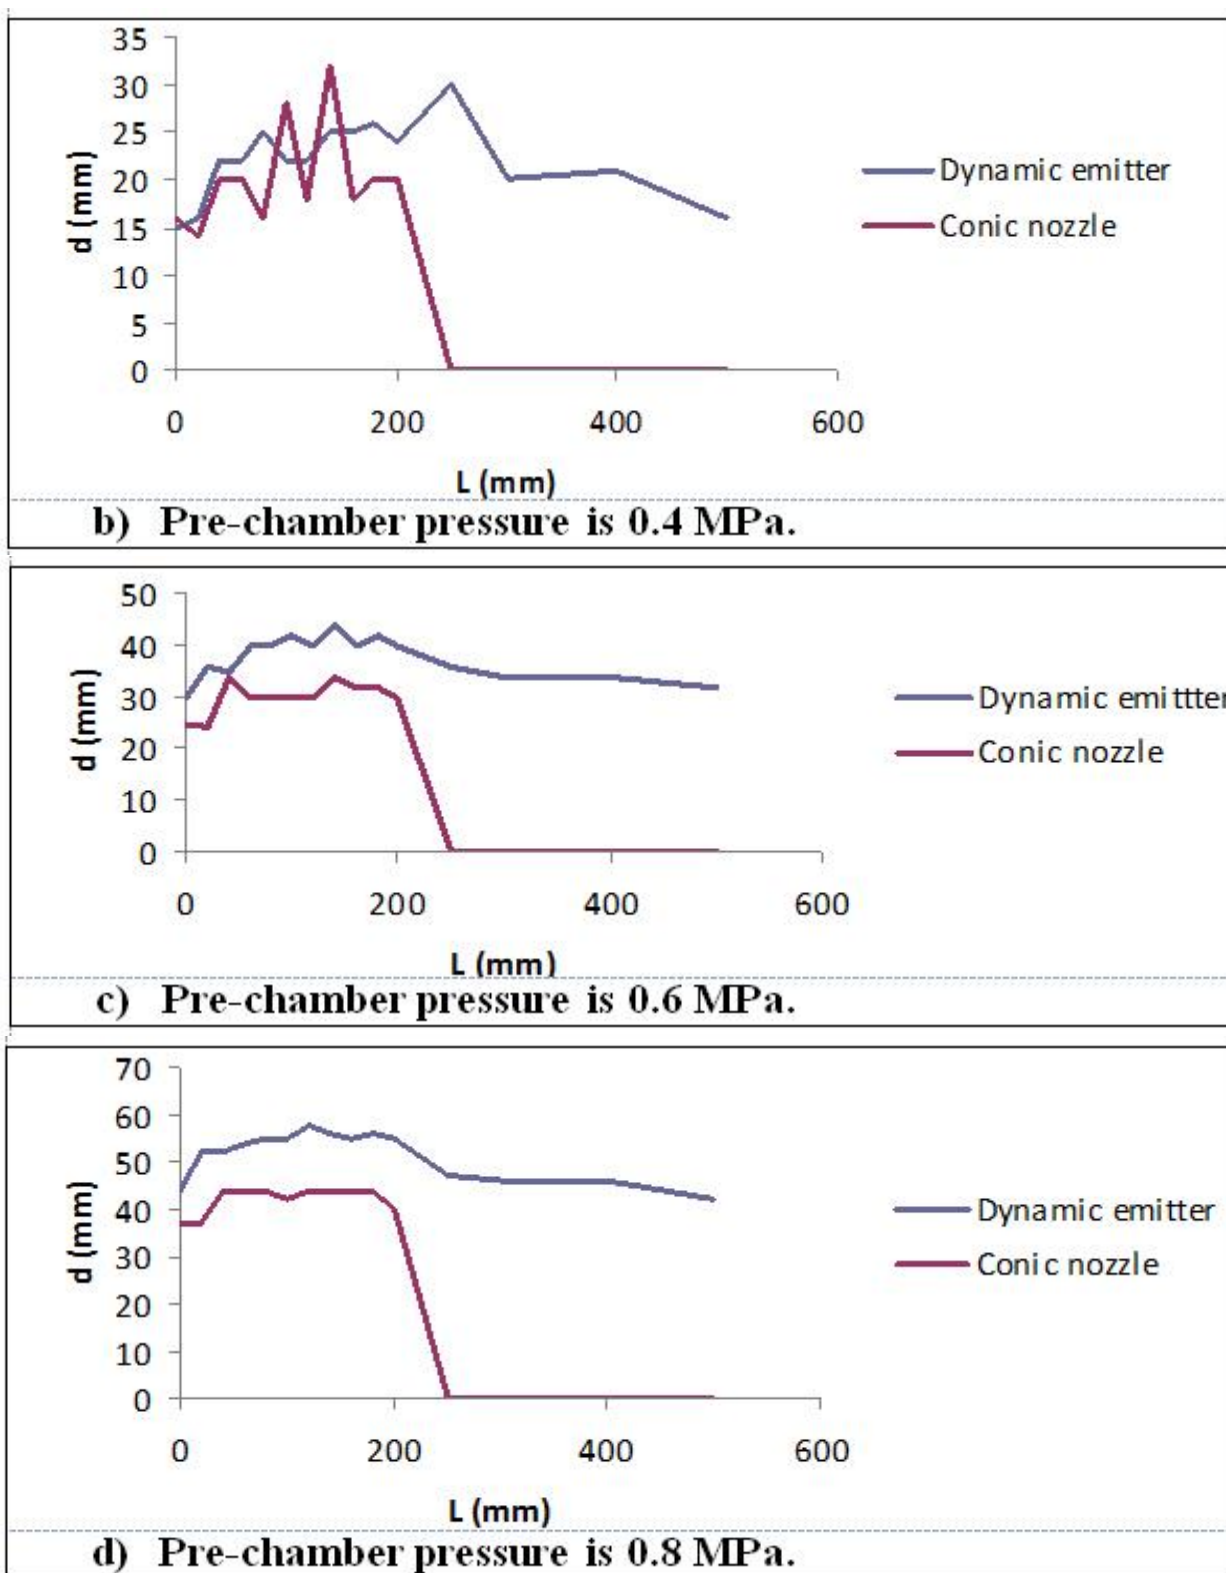 35
30
25
20
15
10
5
0
d (mm)
0 200 400 600
L (mm)
Dynamic emitter
Conic nozzle
b) Pre-chamber pressure is 0.4 MPa.
50
40
30
20
10
0
d (mm)
0 200 400 600
L (mm)
Dynamic emittter
Conic nozzle
c) Pre-chamber pressure is 0.6 MPa.
70
60
50
40
30
20
10
0
d (mm)
0 200 400 600
L (mm)
Dynamic emitter
Conic nozzle
d) Pre-chamber pressure is 0.8 MPa.